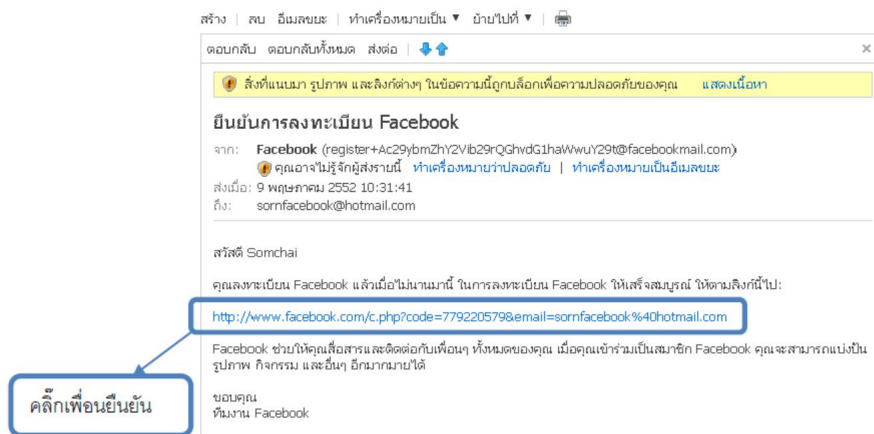 สร้าง | ลบ อีเมลขยะ | ทำเครื่องหมายเป็น ▼ ย้ายไปที่ ▼ |
ตอบกลับ ตอบกลับทั้งหมด ส่งต่อ |
สิ่งที่แนบมา รูปภาพ และลิงก์ต่างๆ ในข้อความนี้ถูกบล็อกเพื่อความปลอดภัยของคุณ แสดงเนื้อหา
ยืนยันการลงทะเบียน Facebook
จาก: Facebook (register+Ac29ybmZhY2Vib29rQGhvdG1haWwuY29t@facebookmail.com)
คุณอาจไม่รู้จักผู้ส่งรายนี้ ทำเครื่องหมายว่าปลอดภัย | ทำเครื่องหมายเป็นอีเมลขยะ
ส่งเมื่อ: 9 พฤษภาคม 2552 10:31:41
ถึง: sornfacebook@hotmail.com
สวัสดี Somchai
คุณลงทะเบียน Facebook แล้วเมื่อไม่นานมานี้ ในการลงทะเบียน Facebook ให้เสร็จสมบูรณ์ ให้ตามลิงก์นี้ไป:
http://www.facebook.com/c.php?code=779220579&email=sornfacebook%40hotmail.com
Facebook ช่วยให้คุณสื่อสารและติดต่อกับเพื่อนๆ ทั้งหมดของคุณ เมื่อคุณเข้าร่วมเป็นสมาชิก Facebook คุณจะสามารถแบ่งปัน
รูปภาพ กิจกรรม และอื่นๆ อีกมากมายได้
คลิ๊กเพื่อนยืนยัน
ขอบคุณ
ทีมงาน Facebook